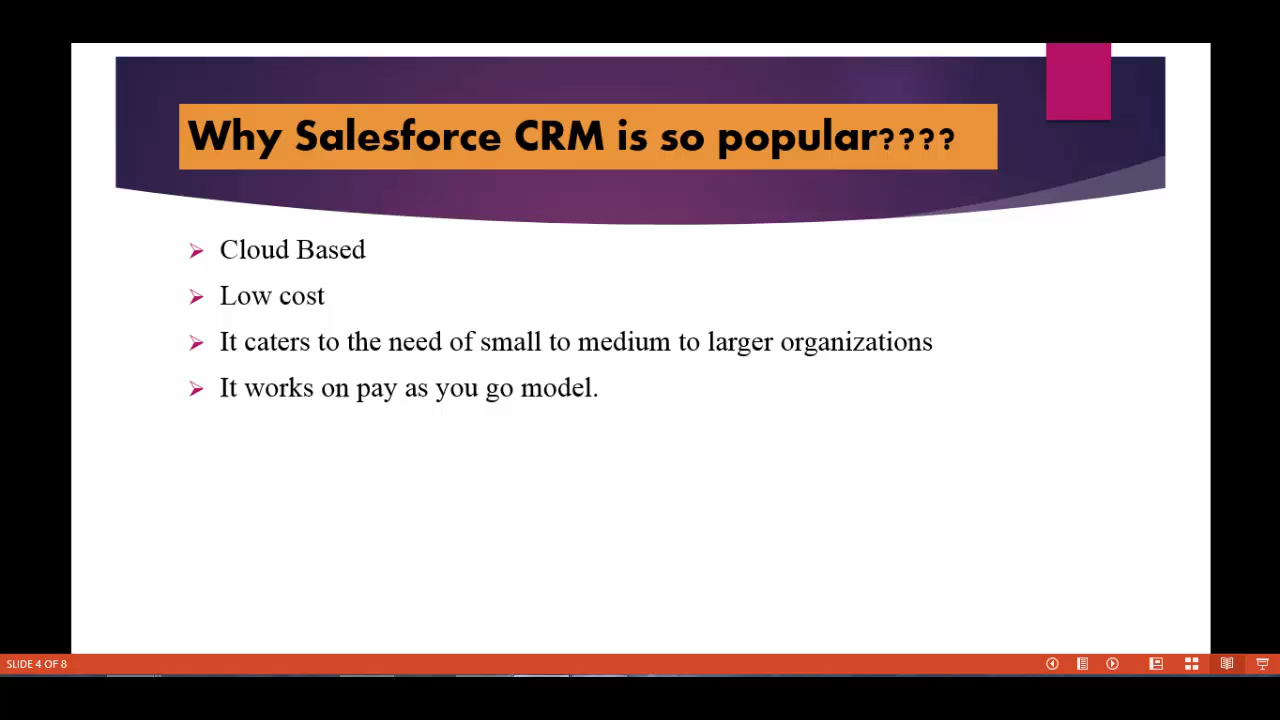 Why Salesforce CRM is so popular????
Cloud Based
Low cost
It caters to the need of small to medium to larger organizations
It works on pay as you go model.
SLIDE 4 OF 8